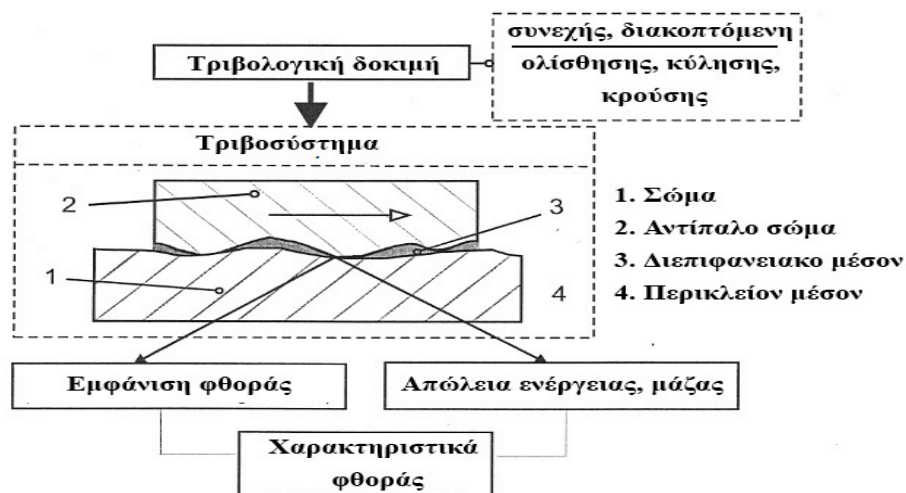 συνεχής, διακοπτόμενη
Τριβολογική δοκιμή
ολίσθησης, κύλησης,
κρούσης
Τριβοσύστημα
2
3
1
4
1. Σώμα
2. Αντίπαλο σώμα
3. Διεπιφανειακο μέσον
4. Περικλείον μέσον
Εμφάνιση φθοράς
Απώλεια ενέργειας, μάζας
Χαρακτηριστικά
φθοράς